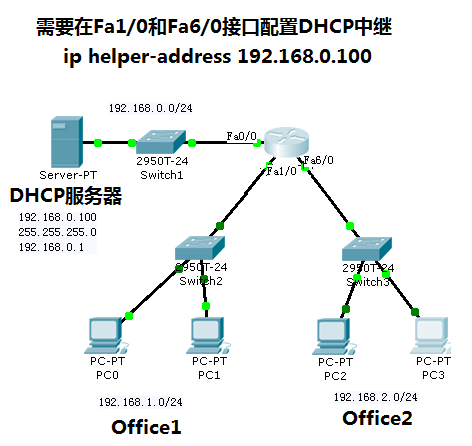 需要在Fa1/0和Fa6/0接口配置DHCP中继
ip helper-address 192.168.0.100
192.168.0.0/24
Fa0/0
Server-PT
2950T-24
Switch1
Fa1/0
Fa6/0
DHCP服务器
192.168.0.100
255.255.255.0
192.168.0.1
2950T-24
Switch2
2950T-24
Switch3
PC-PT
PC0
PC-PT
PC1
PC-PT
PC2
PC-PT
PC3
192.168.1.0/24
Office1
192.168.2.0/24
Office2